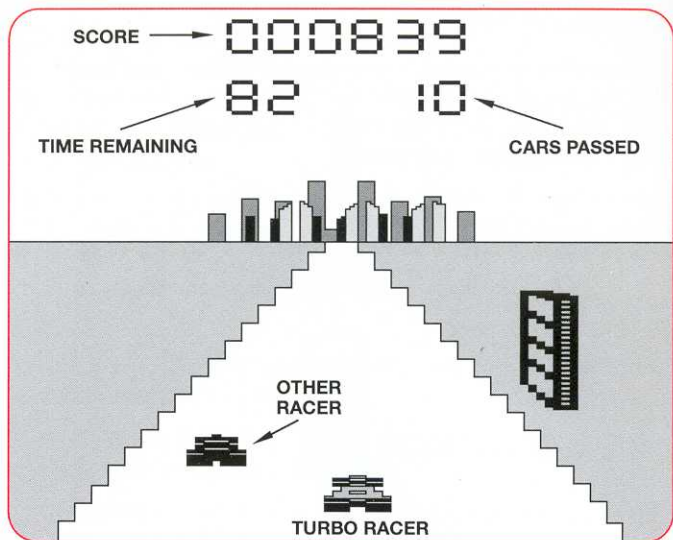 SCORE 000839
82 10
TIME REMAINING CARS PASSED
OTHER
RACER
TURBO RACER